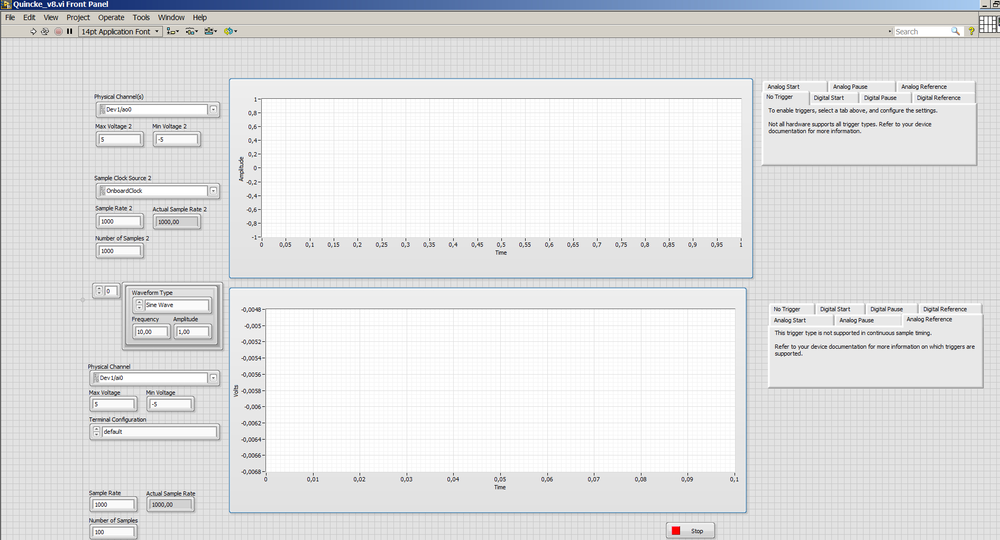 Quincke_v8.vi Front Panel
File Edit View Project Operate Tools Window Help
14pt Application Font
Search
?
Physical Channel(s)
Dev1/ao0
Max Voltage 2 Min Voltage 2
5 -5
Sample Clock Source 2
OnboardClock
Sample Rate 2 Actual Sample Rate 2
1000 1000,00
Number of Samples 2
1000
Amplitude
1
0,8
0,6
0,4
0,2
0
-0,2
-0,4
-0,6
-0,8
-1
0 0,05 0,1 0,15 0,2 0,25 0,3 0,35 0,4 0,45 0,5 0,55 0,6 0,65 0,7 0,75 0,8 0,85 0,9 0,95 1
Time
Analog Start Analog Pause Analog Reference
No Trigger Digital Start Digital Pause Digital Reference
To enable triggers, select a tab above, and configure the settings.
Not all hardware supports all trigger types. Refer to your device
documentation for more information.
0
Waveform Type
Sine Wave
Frequency Amplitude
10,00 1,00
Physical Channel
Dev1/ai0
Max Voltage Min Voltage
5 -5
Terminal Configuration
default
Sample Rate Actual Sample Rate
1000 1000,00
Number of Samples
100
Volts
-0,0048
-0,005
-0,0052
-0,0054
-0,0056
-0,0058
-0,006
-0,0062
-0,0064
-0,0066
-0,0068
0 0,01 0,02 0,03 0,04 0,05 0,06 0,07 0,08 0,09 0,1
Time
No Trigger Digital Start Digital Pause Digital Reference
Analog Start Analog Pause Analog Reference
This trigger type is not supported in continuous sample timing.
Refer to your device documentation for more information on which triggers are
supported.
Stop